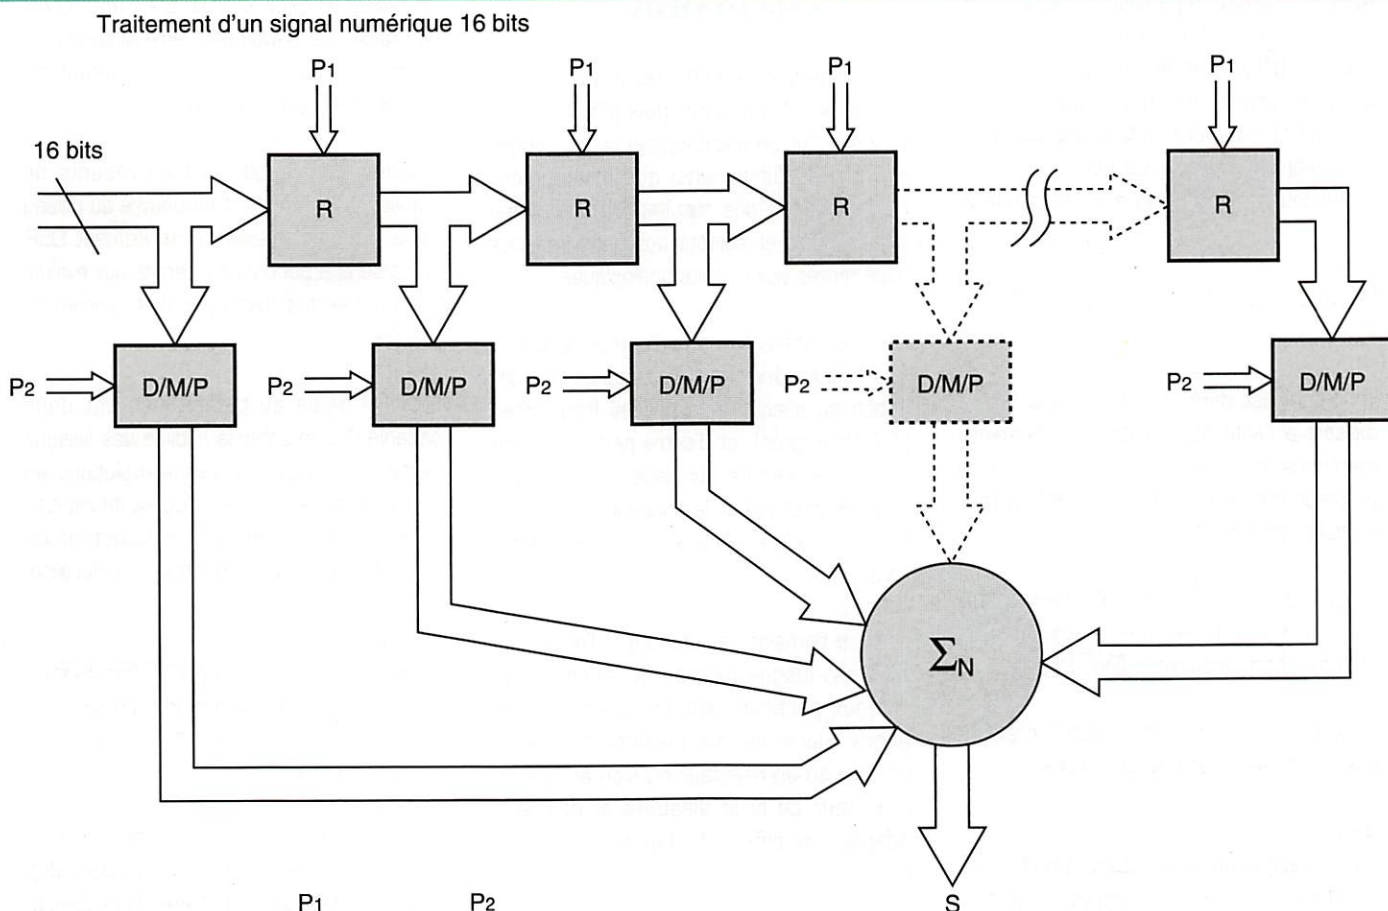 Traitement d'un signal numérique 16 bits
P1 P1 P1 P1
16 bits
R R R R
P2 D/M/P P2 D/M/P P2 D/M/P P2 D/M/P P2 D/M/P
ΣN
P1 P2 S